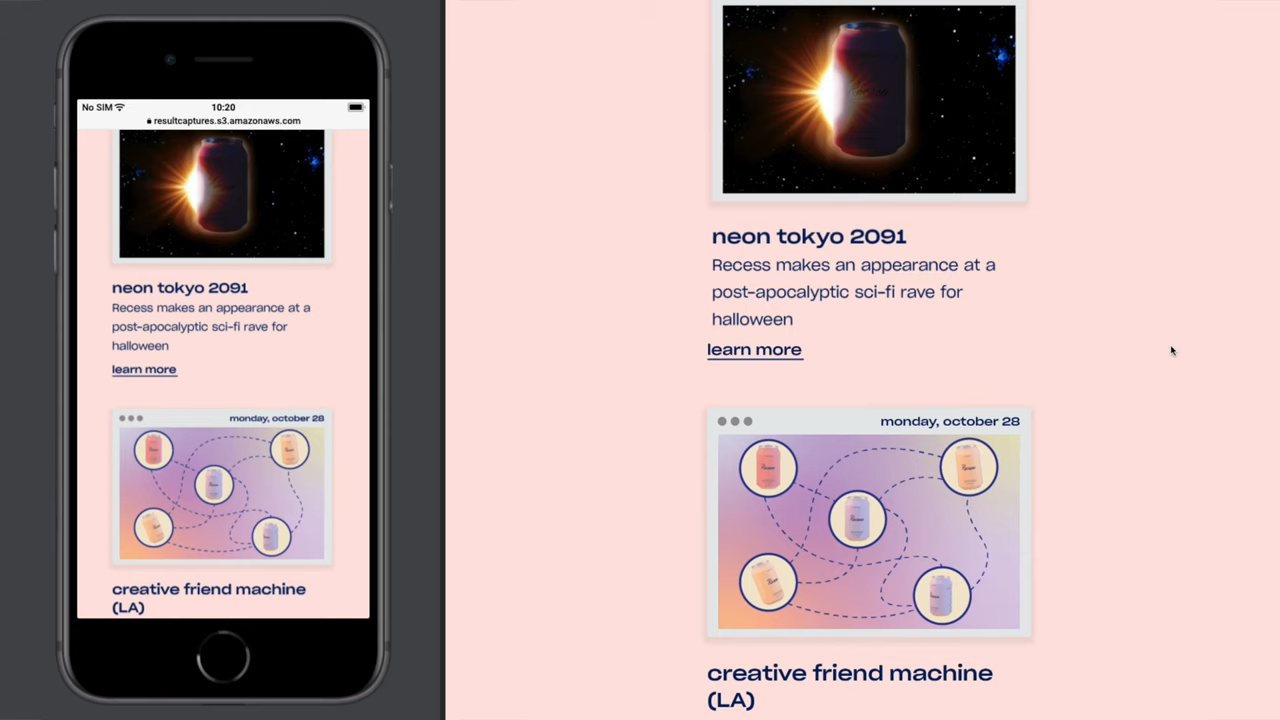 No SIM
10:20
resultcaptures.s3.amazonaws.com
neon tokyo 2091
Recess makes an appearance at a
post-apocalyptic sci-fi rave for
halloween
learn more
monday, october 28
creative friend machine
(LA)
neon tokyo 2091
Recess makes an appearance at a
post-apocalyptic sci-fi rave for
halloween
learn more
monday, october 28
creative friend machine
(LA)